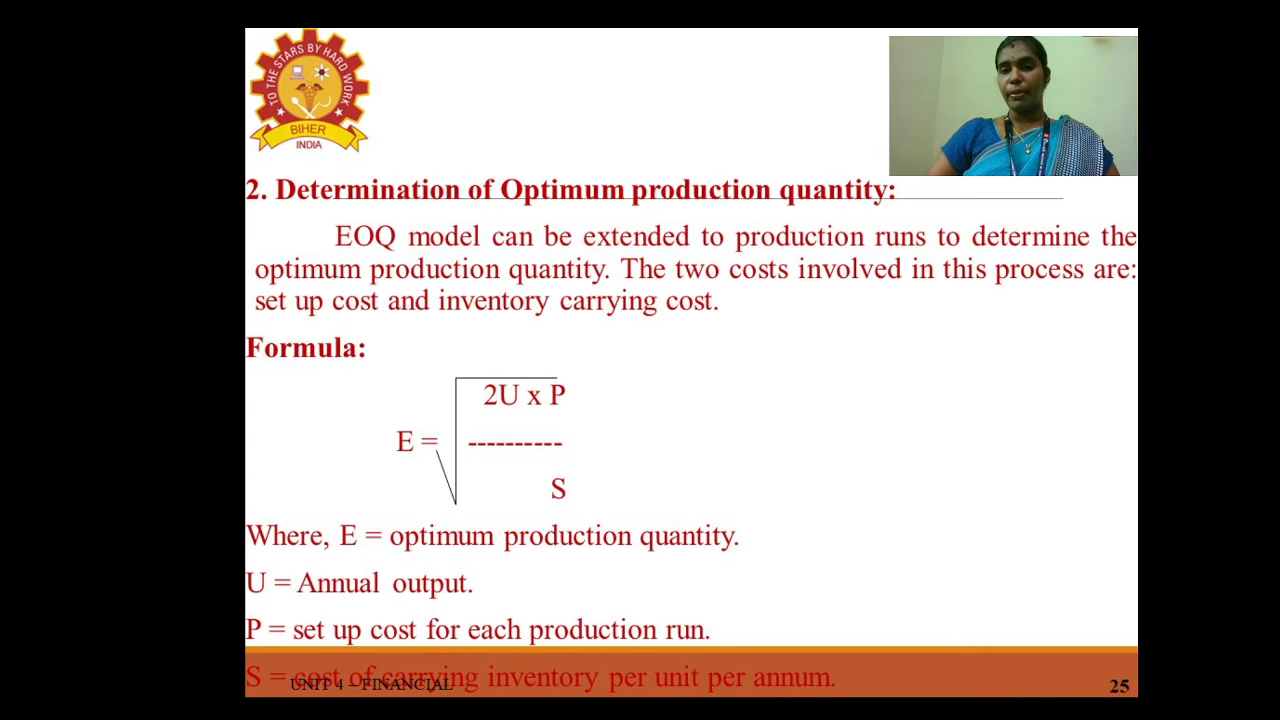 TO THE STARS BY HARD WORK
BIHER
INDIA
2. Determination of Optimum production quantity:
EOQ model can be extended to production runs to determine the
optimum production quantity. The two costs involved in this process are:
set up cost and inventory carrying cost.
Formula:
2U x P
E = ----------
S
Where, E = optimum production quantity.
U = Annual output.
P = set up cost for each production run.
S = cost of carrying inventory per unit per annum.
UNIT 4 – FINANCIAL
25